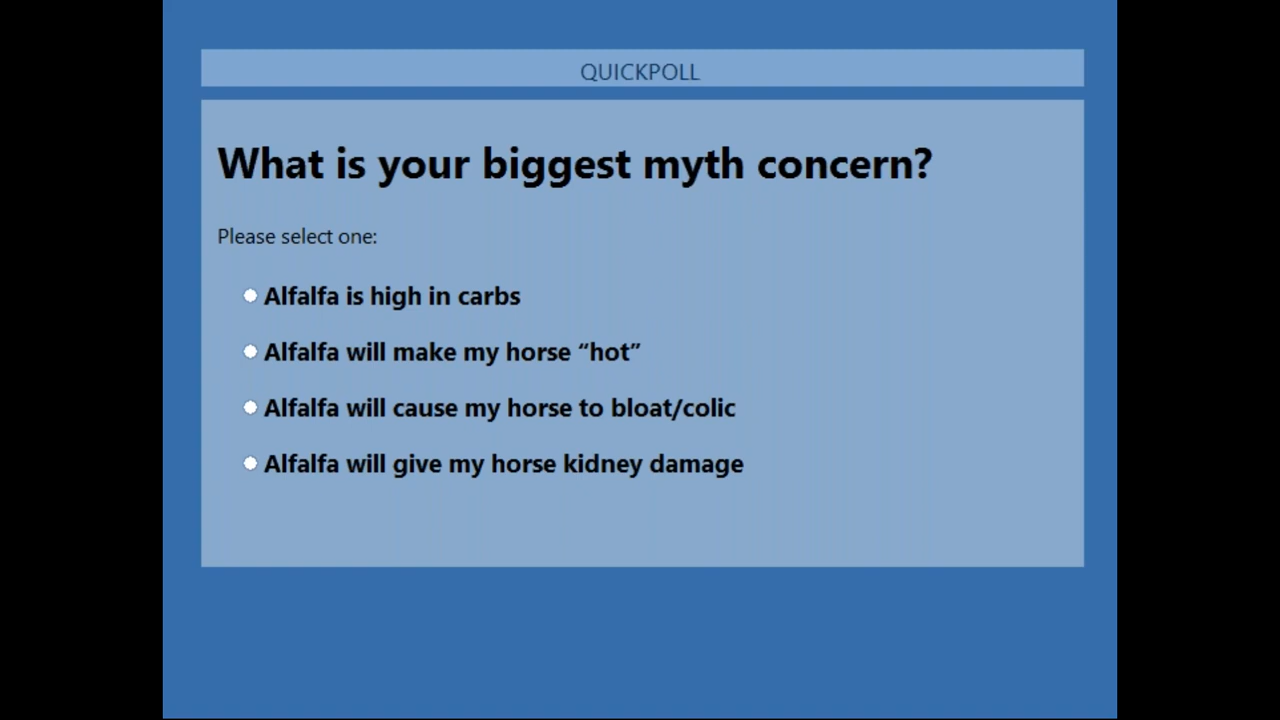 QUICKPOLL
What is your biggest myth concern?
Please select one:
Alfalfa is high in carbs
Alfalfa will make my horse “hot”
Alfalfa will cause my horse to bloat/colic
Alfalfa will give my horse kidney damage